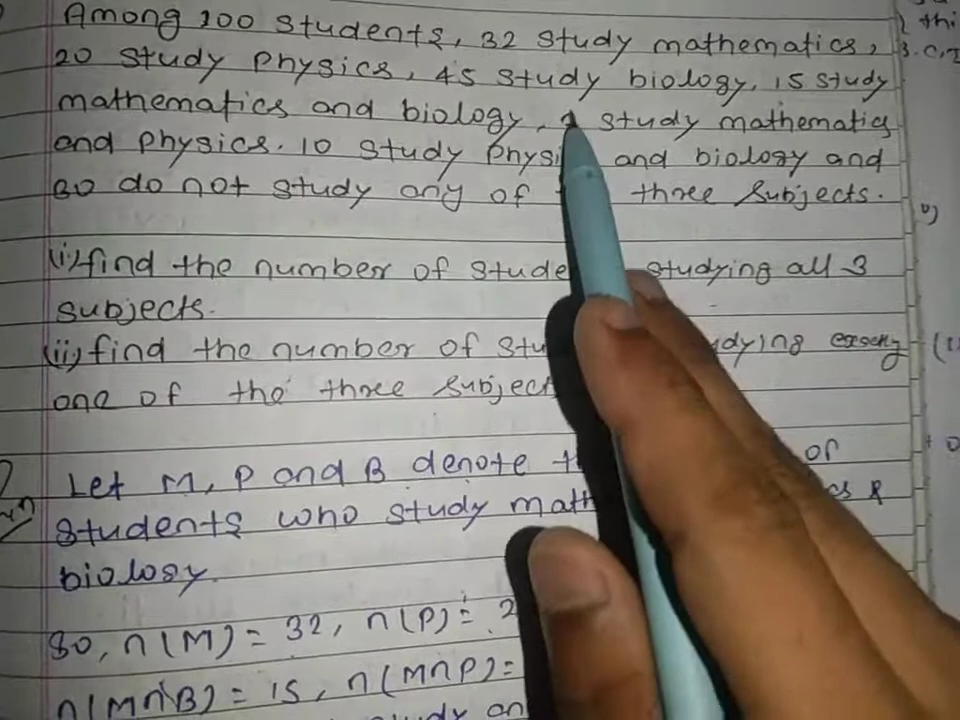 Among 100 students, 32 study mathematics,
20 study physics, 45 study biology, 15 study
mathematics and biology, study mathematics
and physics. 10 study physi and biology and
30 do not study any of three subjects.
(i) find the number of stude studying all 3
subjects.
(ii) find the number of stu dying
one of the three subject
Let M, P and B denote of
students who study math cs &
biology.
so, n(M) = 32, n(P) = 2
n(M∩B) = 15, n(M∩P) =